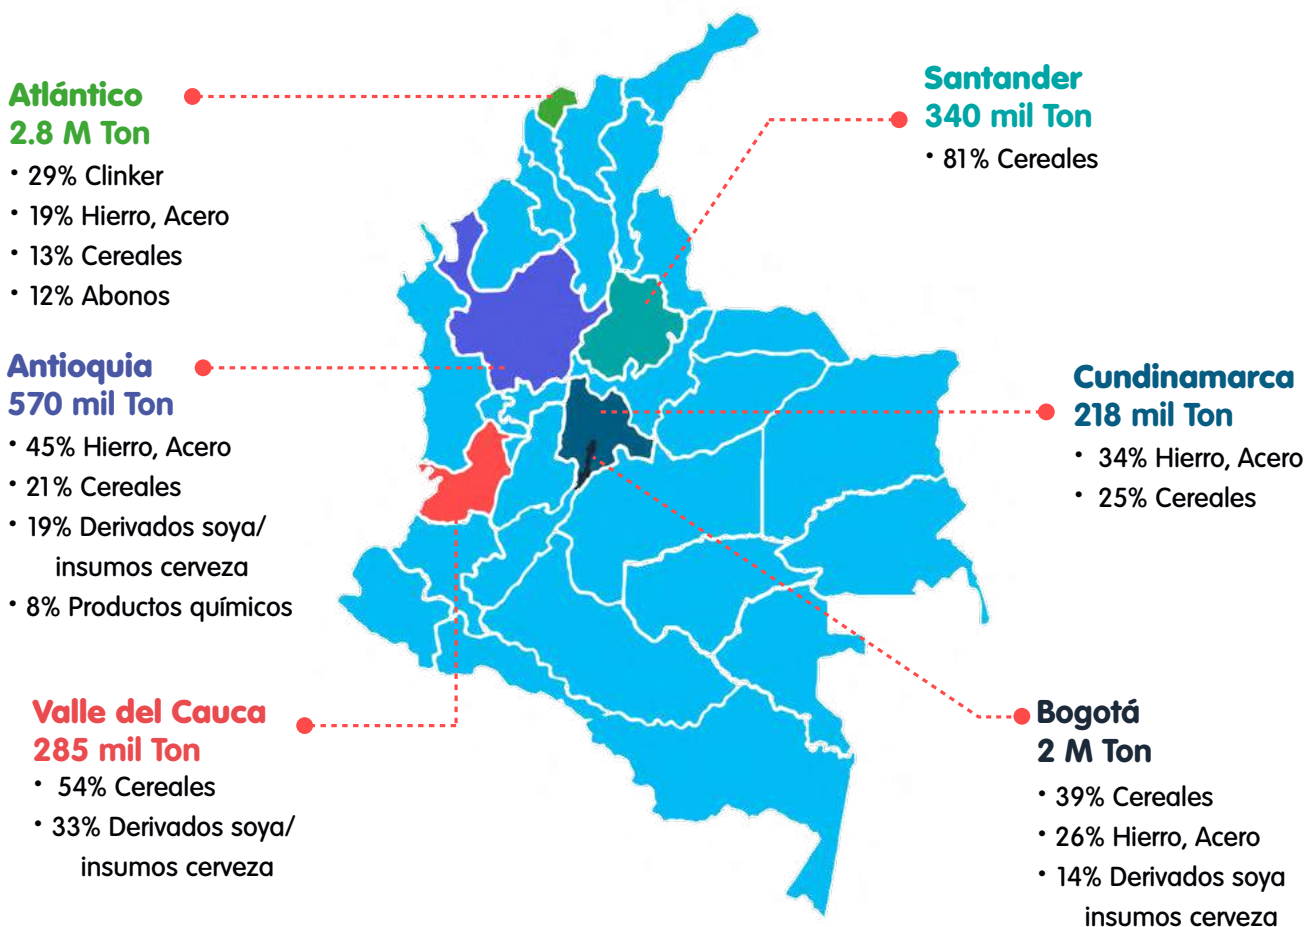 Atlántico
2.8 M Ton
• 29% Clinker
• 19% Hierro, Acero
• 13% Cereales
• 12% Abonos
Antioquia
570 mil Ton
• 45% Hierro, Acero
• 21% Cereales
• 19% Derivados soya/
insumos cerveza
• 8% Productos químicos
Valle del Cauca
285 mil Ton
• 54% Cereales
• 33% Derivados soya/
insumos cerveza
Santander
340 mil Ton
• 81% Cereales
Cundinamarca
218 mil Ton
• 34% Hierro, Acero
• 25% Cereales
Bogotá
2 M Ton
• 39% Cereales
• 26% Hierro, Acero
• 14% Derivados soya
insumos cerveza